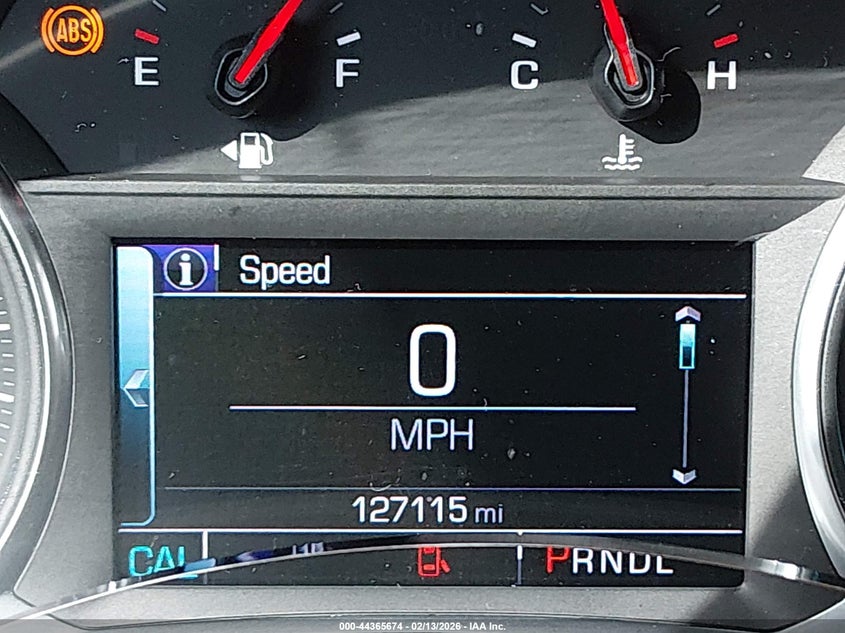 ABS
E F C H
i Speed
0
MPH
127115 mi
CAL PRNDL
000-44365674 - 02/13/2026 - IAA Inc.